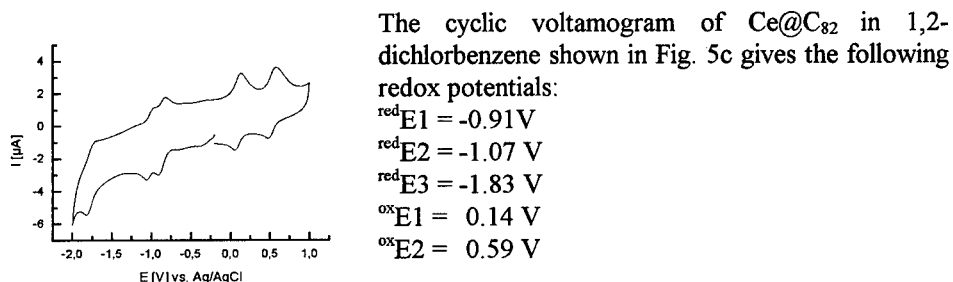 The cyclic voltamogram of Ce@C₈₂ in 1,2-
dichlorbenzene shown in Fig. 5c gives the following
redox potentials:
ʳᵉᵈE1 = -0.91V
ʳᵉᵈE2 = -1.07 V
ʳᵉᵈE3 = -1.83 V
ᵒˣE1 = 0.14 V
ᵒˣE2 = 0.59 V
I [µA]
4
2
0
-2
-4
-6
-2,0 -1,5 -1,0 -0,5 0,0 0,5 1,0
E [V] vs. Ag/AgCl